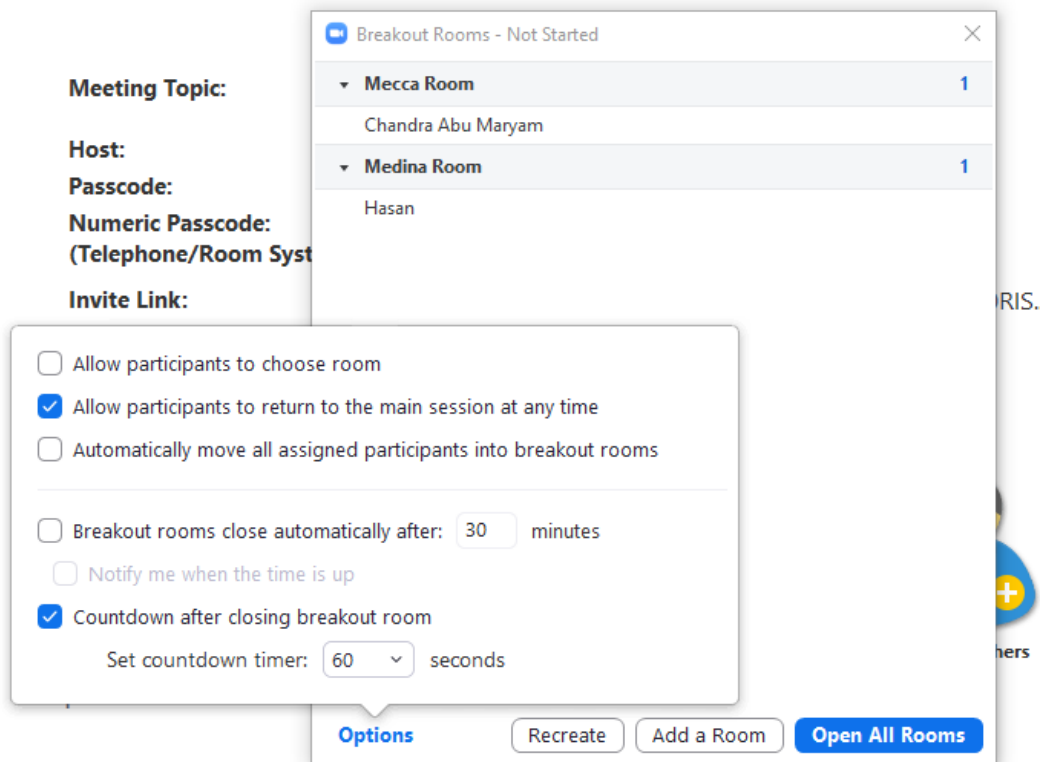 Breakout Rooms - Not Started
Meeting Topic:
Mecca Room 1
Chandra Abu Maryam
Host:
Medina Room 1
Passcode:
Hasan
Numeric Passcode:
(Telephone/Room Syst
Invite Link:
RIS..
Allow participants to choose room
Allow participants to return to the main session at any time
Automatically move all assigned participants into breakout rooms
Breakout rooms close automatically after: 30 minutes
Notify me when the time is up
Countdown after closing breakout room
Set countdown timer: 60 seconds
hers
Options Recreate Add a Room Open All Rooms